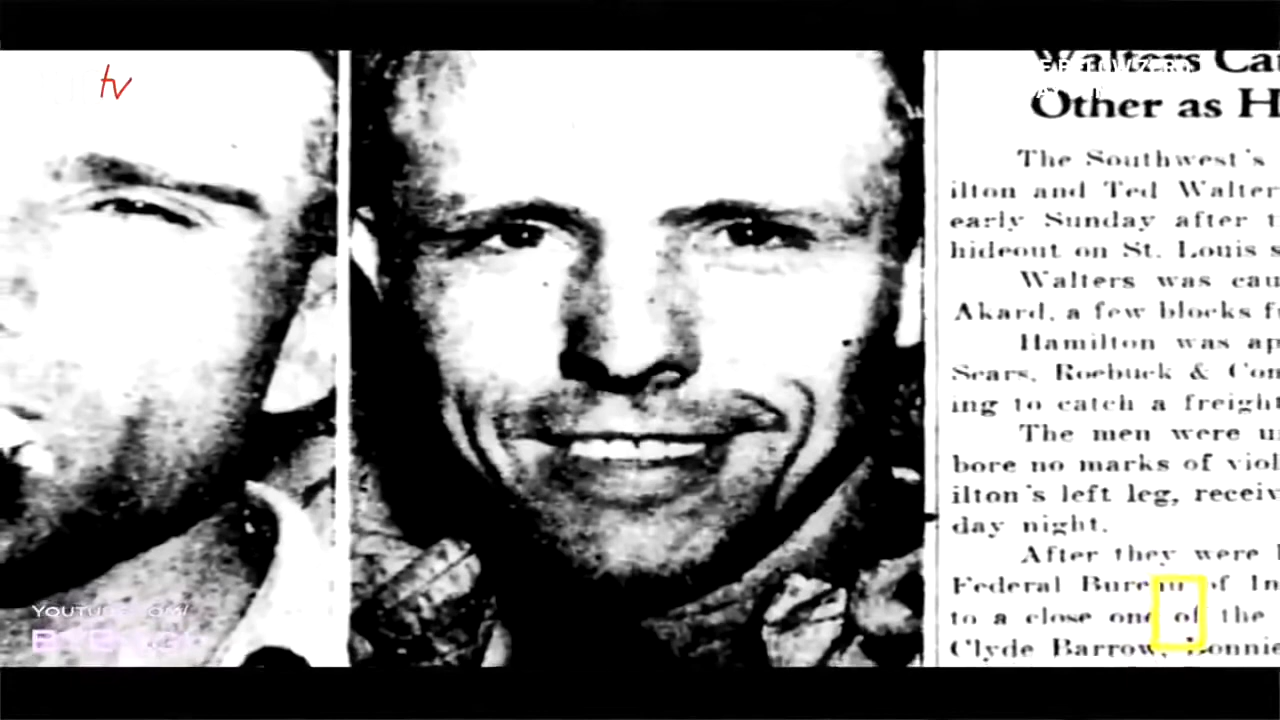 tv
Walters
Other as H
The Southwest's
ilton and Ted Walter
early Sunday after t
hideout on St. Louis s
Walters was cau
Akard, a few blocks f
Hamilton was ap
Sears, Roebuck & Con
ing to catch a freight
The men were u
bore no marks of viol
ilton's left leg, receiv
day night.
After they were
Federal Bureau of In
to a close one of the
Clyde Barrow, Bonnie
YOUTUBE.COM/